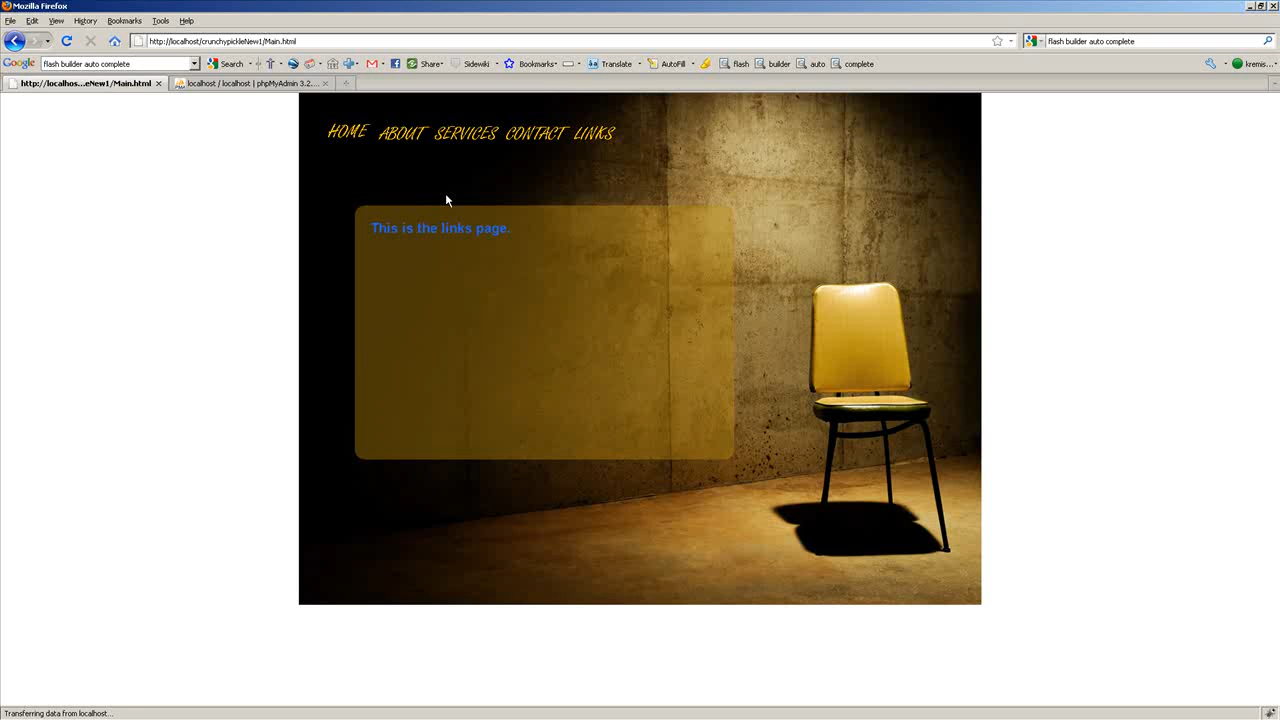 Mozilla Firefox
File Edit View History Bookmarks Tools Help
http://localhost/crunchypickleNew1/Main.html
flash builder auto complete
Google flash builder auto complete Search Share Sidewiki Bookmarks Translate AutoFill flash builder auto complete kremis...
http://localhos...eNew1/Main.html localhost / localhost | phpMyAdmin 3.2....
HOME ABOUT SERVICES CONTACT LINKS
This is the links page.
Transferring data from localhost...